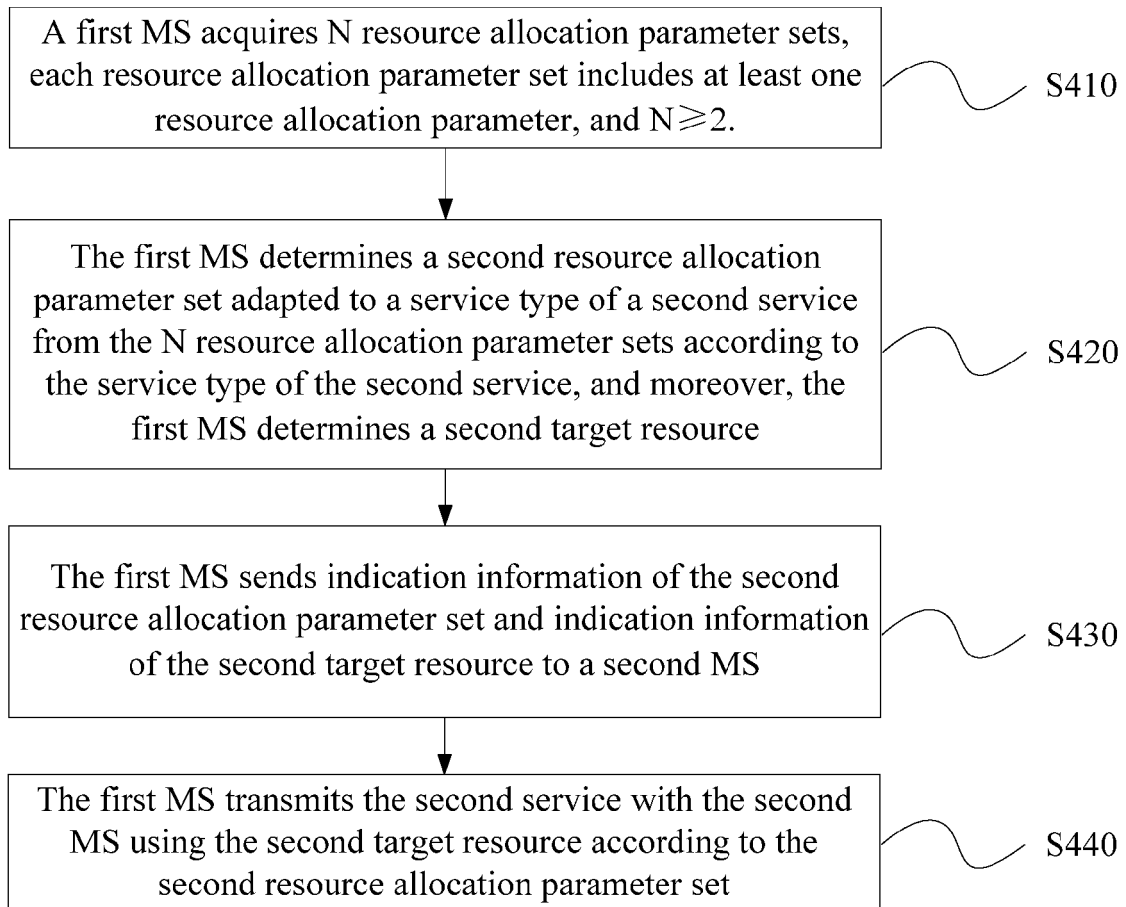 A first MS acquires N resource allocation parameter sets,
each resource allocation parameter set includes at least one
resource allocation parameter, and N≥2.
S410
The first MS determines a second resource allocation
parameter set adapted to a service type of a second service
from the N resource allocation parameter sets according to
the service type of the second service, and moreover, the
first MS determines a second target resource
S420
The first MS sends indication information of the second
resource allocation parameter set and indication information
of the second target resource to a second MS
S430
The first MS transmits the second service with the second
MS using the second target resource according to the
second resource allocation parameter set
S440